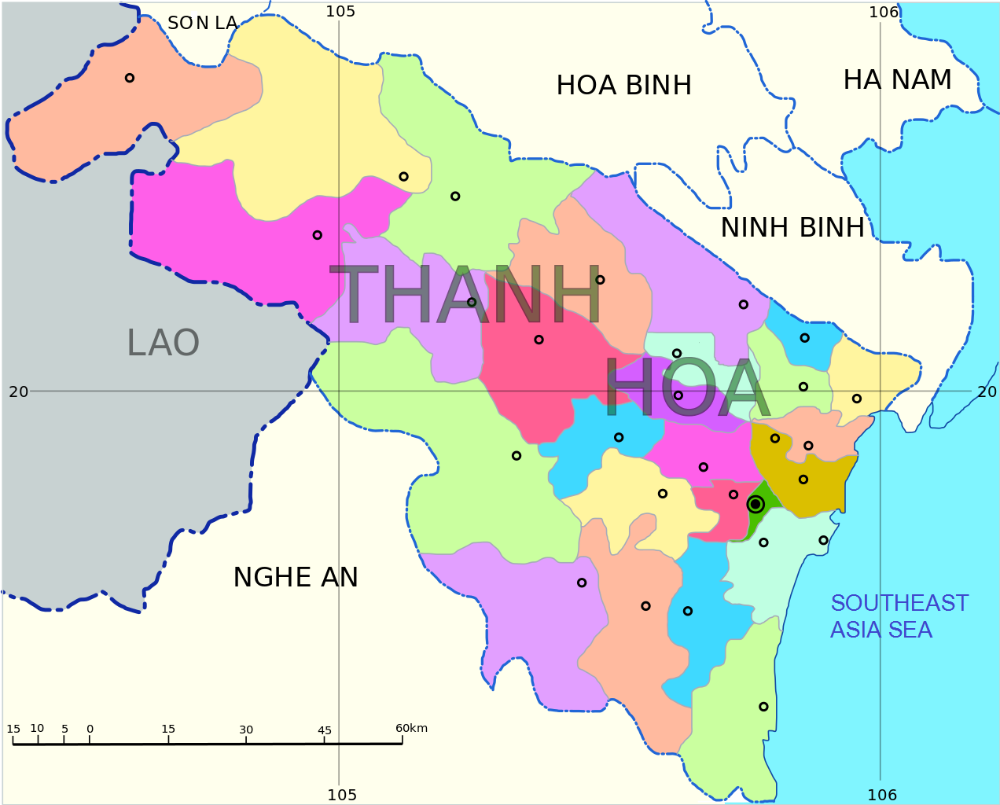 105
106
SON LA
HOA BINH
HA NAM
NINH BINH
THANH
LAO
HOA
20
20
NGHE AN
SOUTHEAST
ASIA SEA
15 10 5 0 15 30 45 60km
105
106